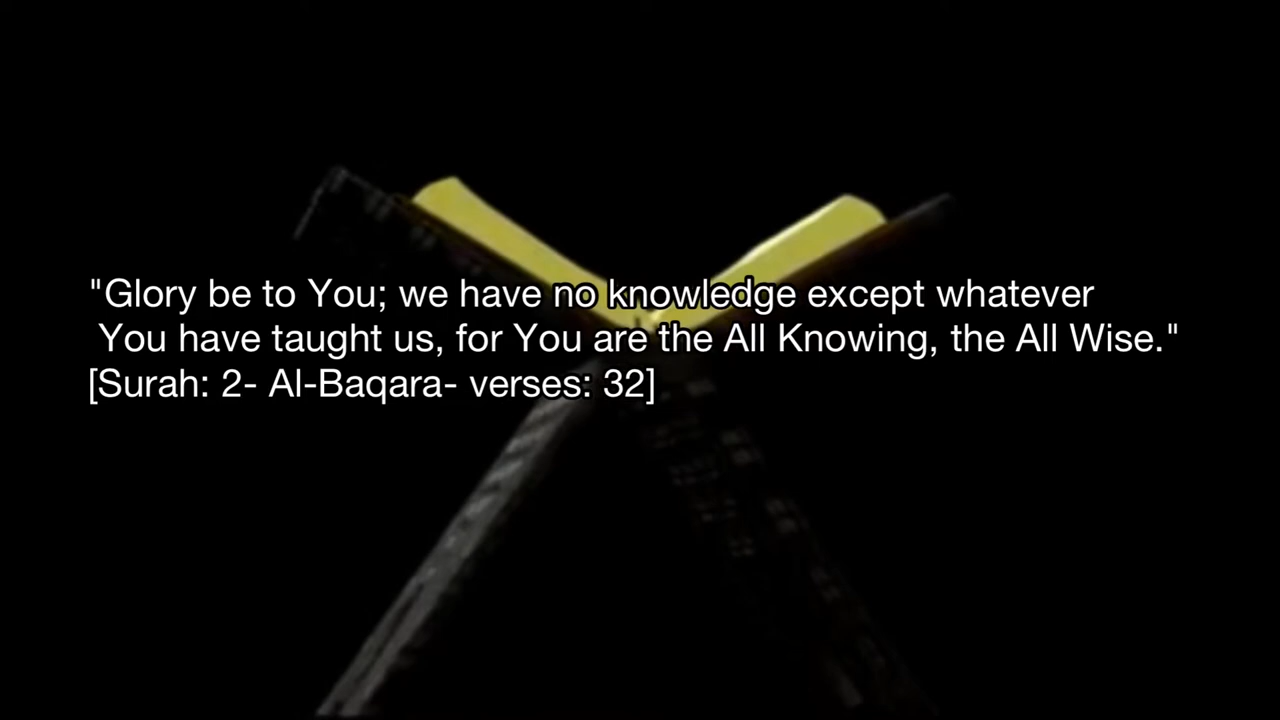 "Glory be to You; we have no knowledge except whatever
You have taught us, for You are the All Knowing, the All Wise."
[Surah: 2- Al-Baqara- verses: 32]